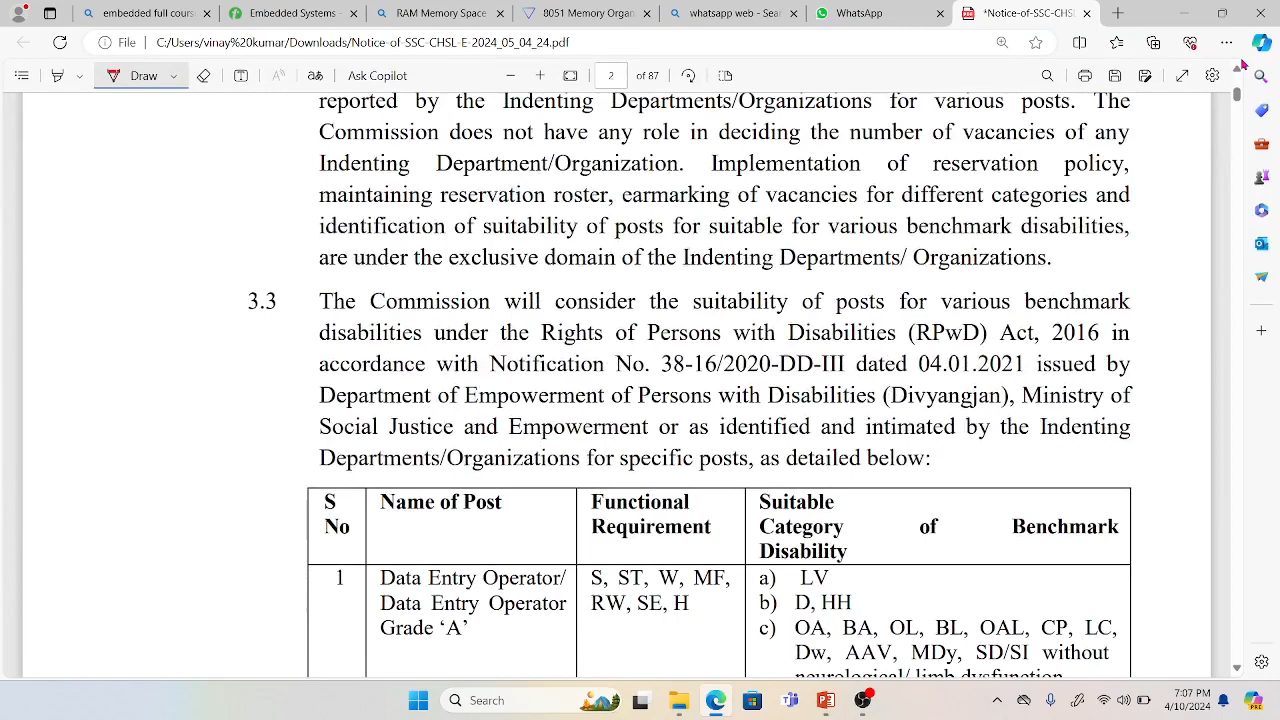 embedded full cour
Embedded Systems -
RAM Memory Space
8051 Memory Organ
whatsapp web - Sea
WhatsApp
*Notice-of-SSC-CHSL-
File
C:/Users/vinay%20kumar/Downloads/Notice-of-SSC CHSL-E 2024_05_04_24.pdf
Draw
Ask Copilot
2
of 87
reported by the Indenting Departments/Organizations for various posts. The
Commission does not have any role in deciding the number of vacancies of any
Indenting Department/Organization. Implementation of reservation policy,
maintaining reservation roster, earmarking of vacancies for different categories and
identification of suitability of posts for suitable for various benchmark disabilities,
are under the exclusive domain of the Indenting Departments/ Organizations.
3.3 The Commission will consider the suitability of posts for various benchmark
disabilities under the Rights of Persons with Disabilities (RPwD) Act, 2016 in
accordance with Notification No. 38-16/2020-DD-III dated 04.01.2021 issued by
Department of Empowerment of Persons with Disabilities (Divyangjan), Ministry of
Social Justice and Empowerment or as identified and intimated by the Indenting
Departments/Organizations for specific posts, as detailed below:
S No
Name of Post
Functional
Requirement
Suitable
Category of Benchmark
Disability
1
Data Entry Operator/
Data Entry Operator
Grade ‘A’
S, ST, W, MF,
RW, SE, H
a) LV
b) D, HH
c) OA, BA, OL, BL, OAL, CP, LC,
Dw, AAV, MDy, SD/SI without
neurological/ limb dysfunction
Search
7:07 PM
4/10/2024